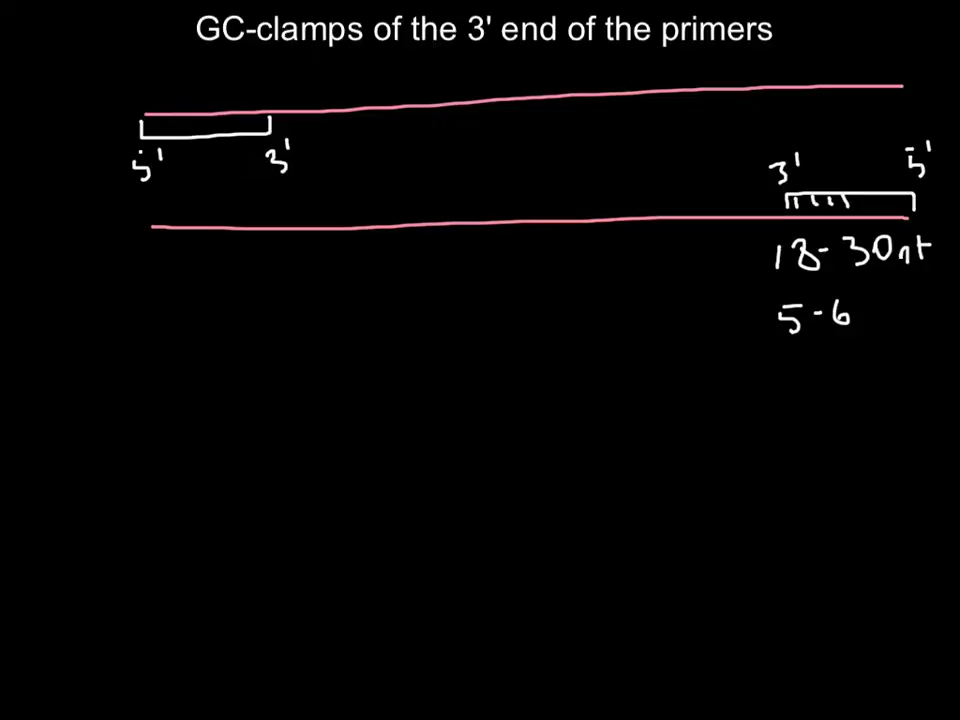 GC-clamps of the 3' end of the primers
5' 3'
3' 5'
18-30nt
5-6